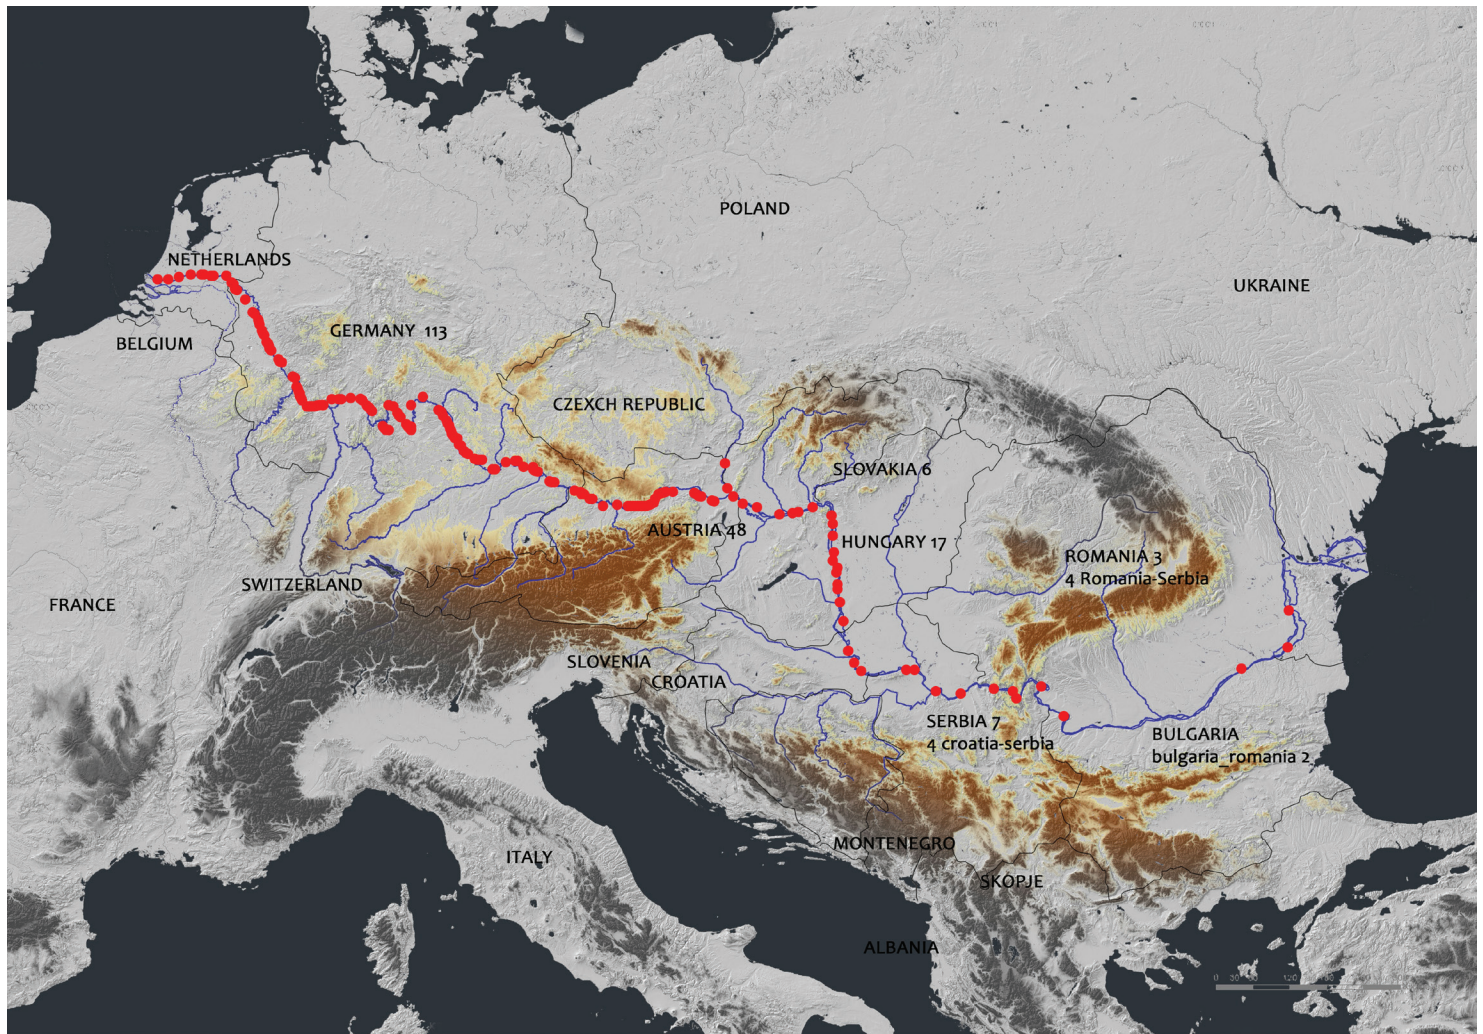 POLAND
NETHERLANDS
UKRAINE
GERMANY 113
BELGIUM
CZEXCH REPUBLIC
SLOVAKIA 6
AUSTRIA 48
HUNGARY 17
ROMANIA 3
4 Romania-Serbia
SWITZERLAND
FRANCE
SLOVENIA
CROATIA
SERBIA 7
4 croatia-serbia
BULGARIA
bulgaria_romania 2
MONTENEGRO
ITALY
SKOPJE
ALBANIA